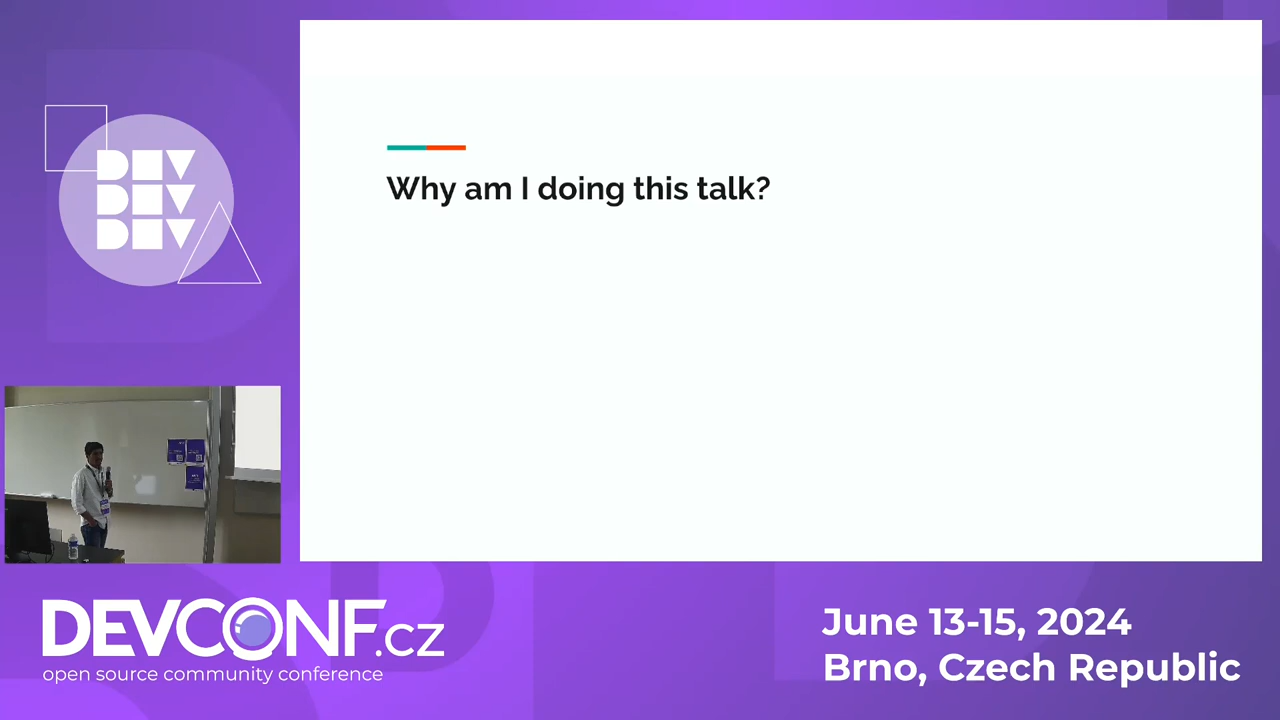 DEV
DEV
DEV
Why am I doing this talk?
DEVCONF.cz
open source community conference
June 13-15, 2024
Brno, Czech Republic